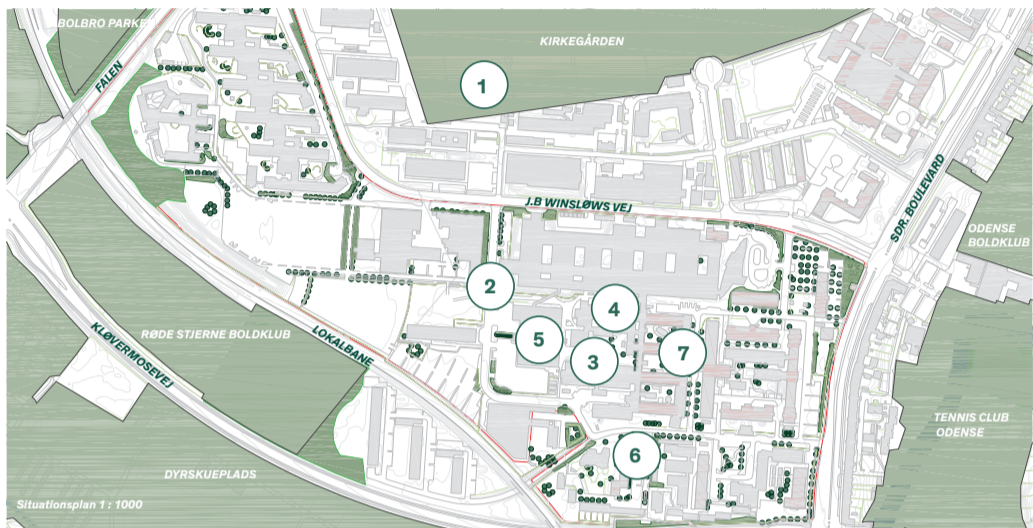 BOLBRO PARKEN
KIRKEGÅRDEN
FALEN
1
J.B WINSLØWS VEJ
SDR. BOULEVARD
ODENSE
BOLDKLUB
2
4
5
3
7
RØDE STJERNE BOLDKLUB
LOKALBANE
KLØVERMOSEVEJ
TENNIS CLUB
ODENSE
6
DYRSKUEPLADS
Situationsplan 1 : 1000